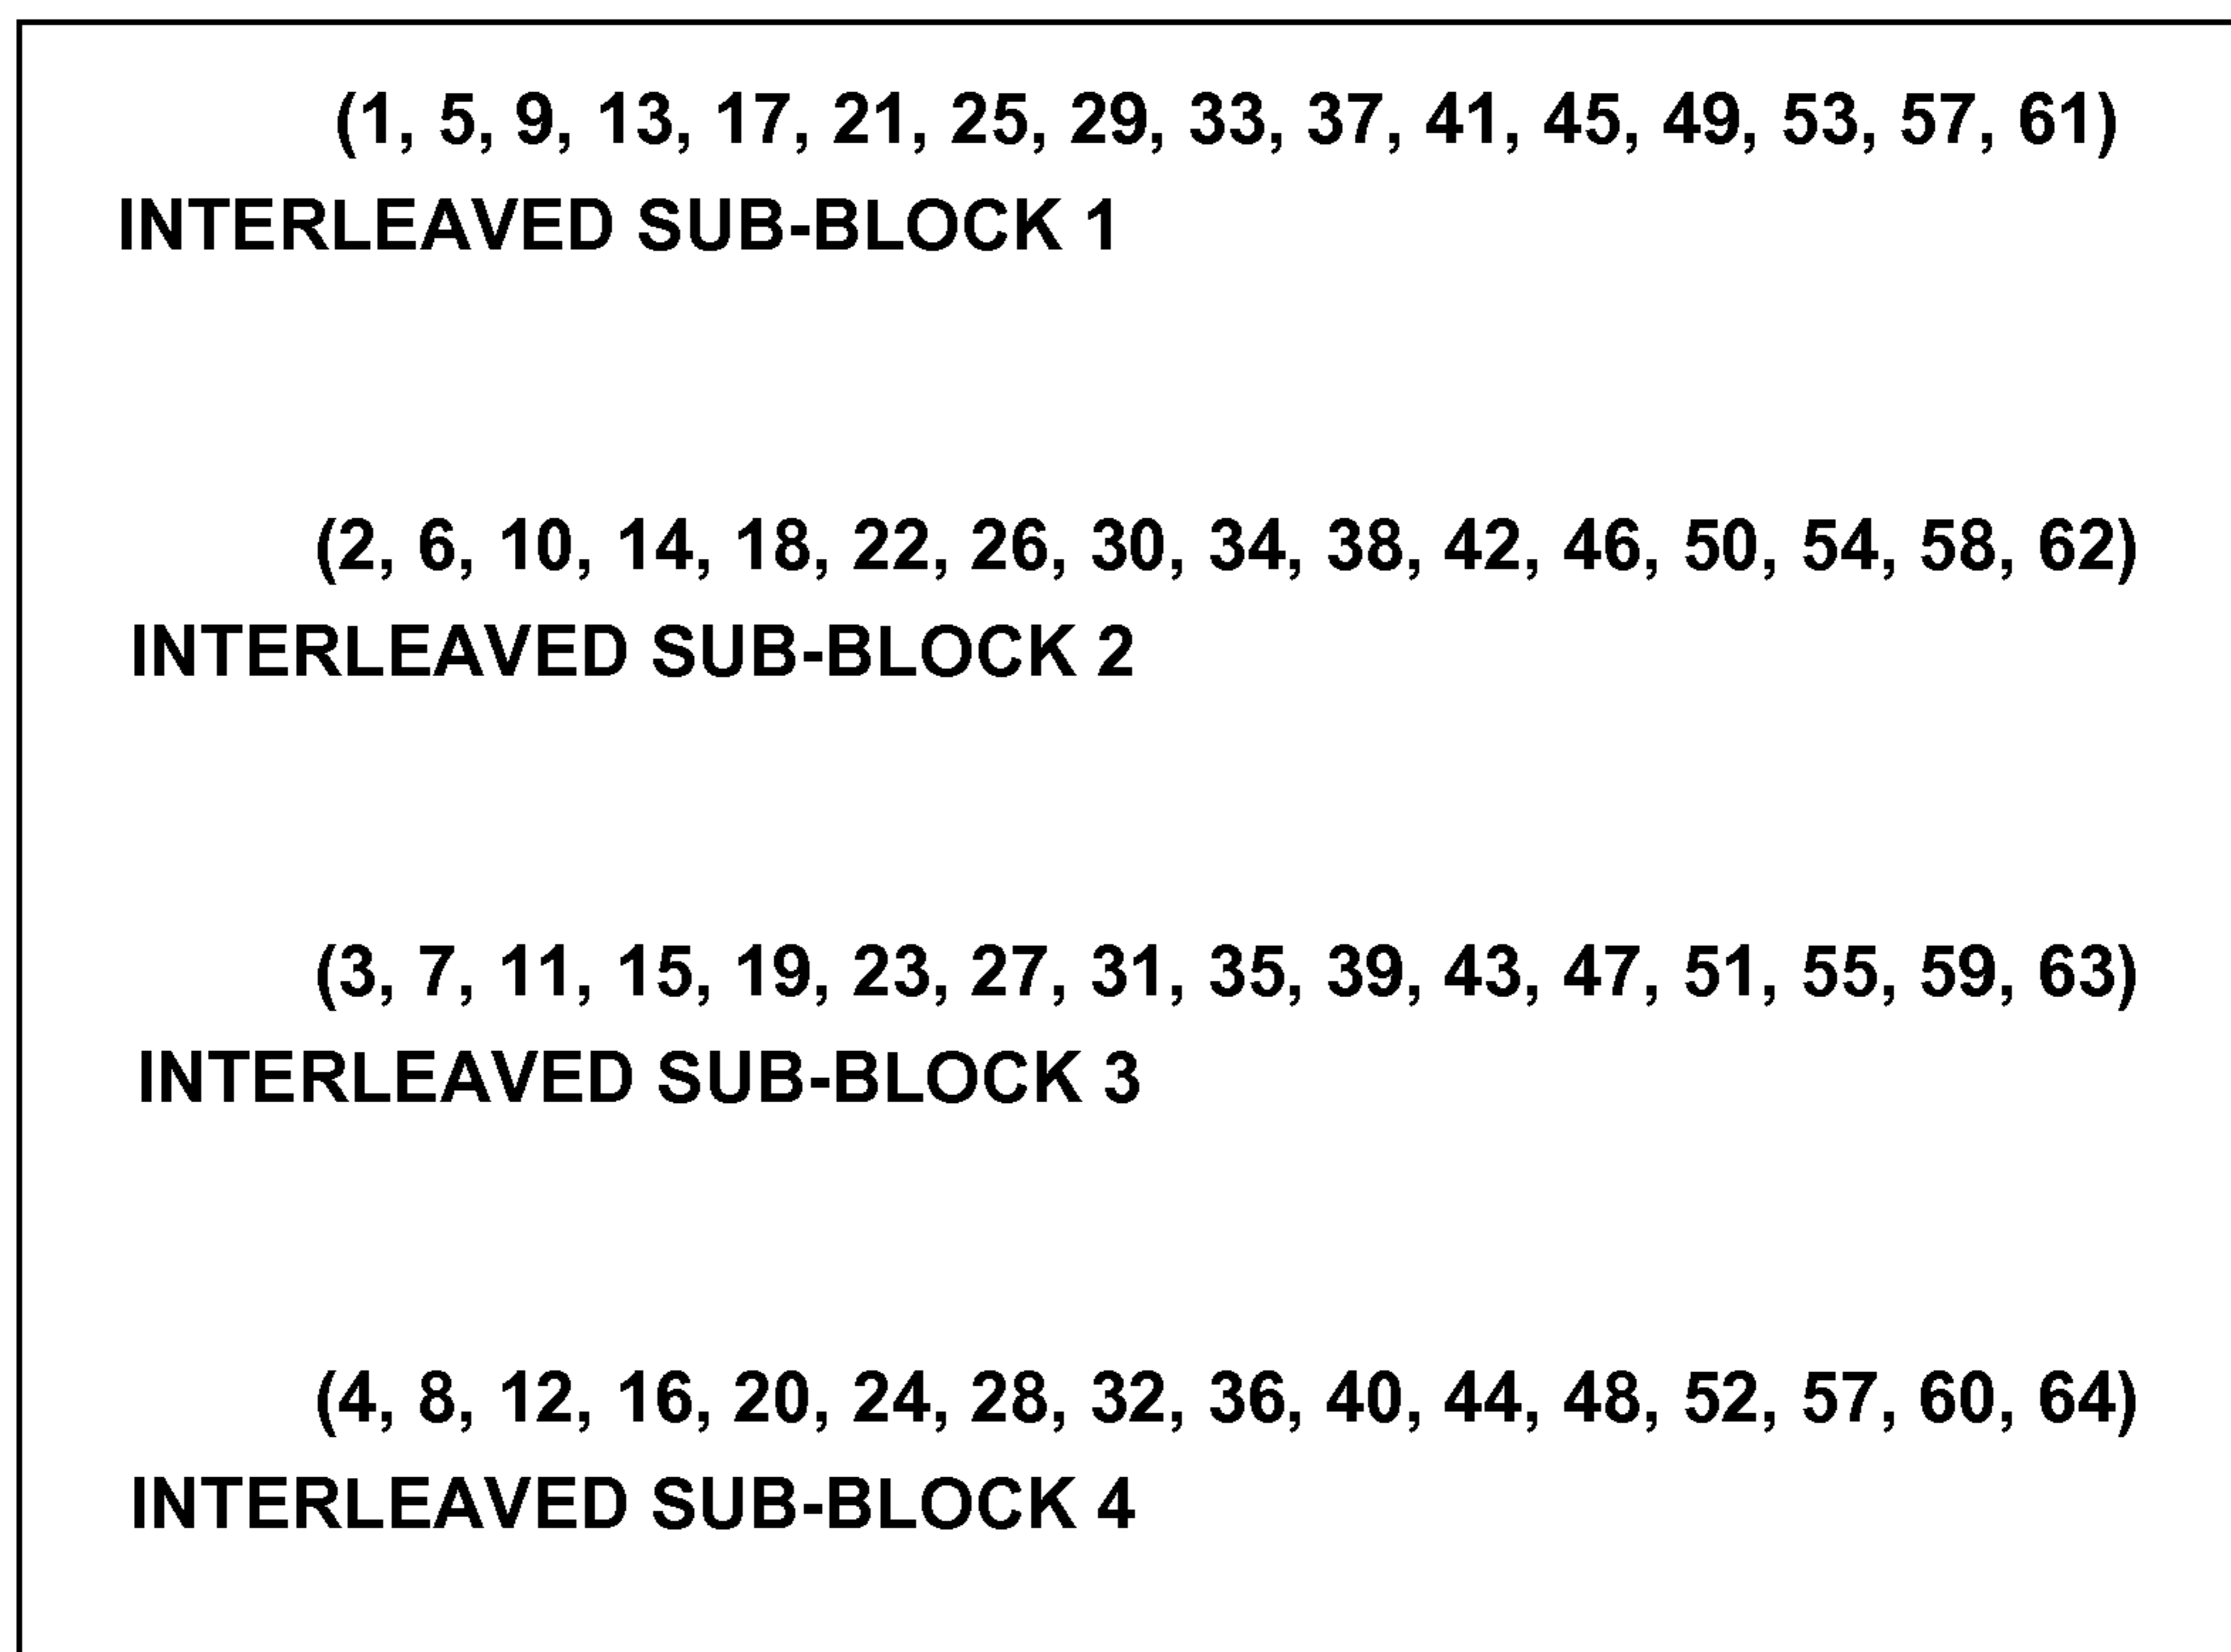 (1, 5, 9, 13, 17, 21, 25, 29, 33, 37, 41, 45, 49, 53, 57, 61)
INTERLEAVED SUB-BLOCK 1
(2, 6, 10, 14, 18, 22, 26, 30, 34, 38, 42, 46, 50, 54, 58, 62)
INTERLEAVED SUB-BLOCK 2
(3, 7, 11, 15, 19, 23, 27, 31, 35, 39, 43, 47, 51, 55, 59, 63)
INTERLEAVED SUB-BLOCK 3
(4, 8, 12, 16, 20, 24, 28, 32, 36, 40, 44, 48, 52, 57, 60, 64)
INTERLEAVED SUB-BLOCK 4